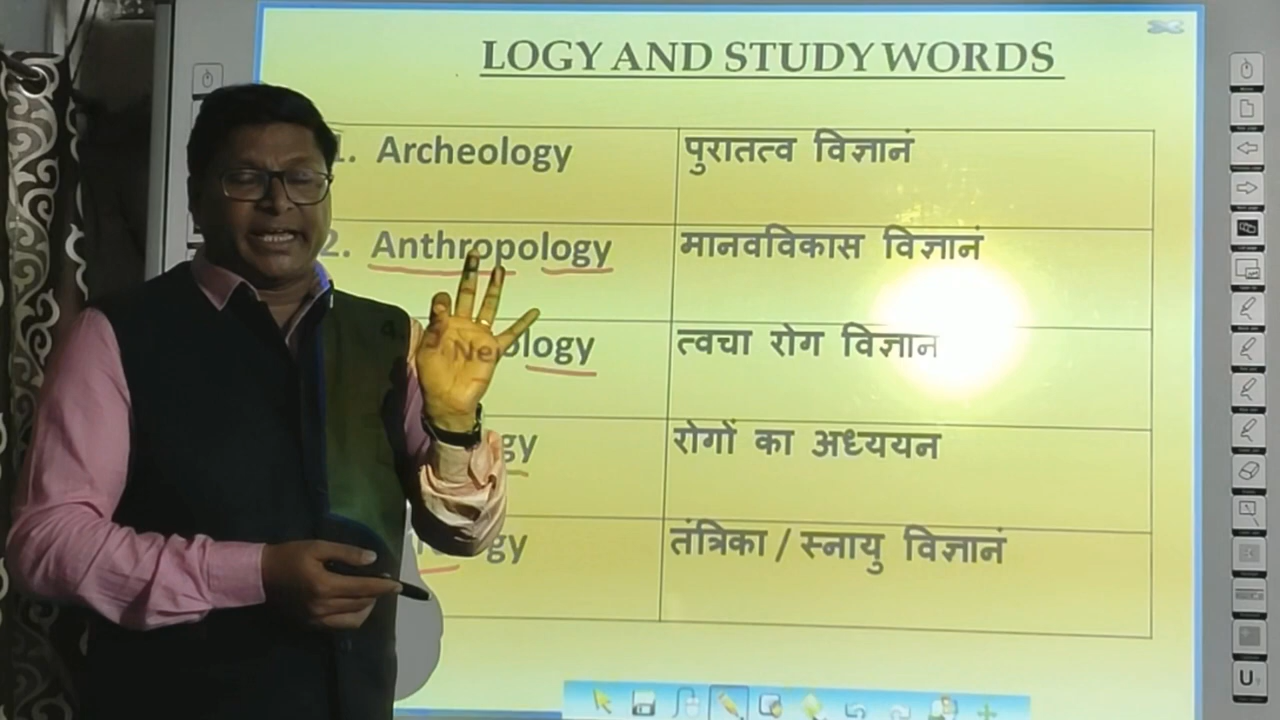 LOGY AND STUDY WORDS
1. Archeology पुरातत्व विज्ञानं
2. Anthropology मानवविकास विज्ञानं
त्वचा रोग विज्ञान
रोगों का अध्ययन
तंत्रिका / स्नायु विज्ञानं